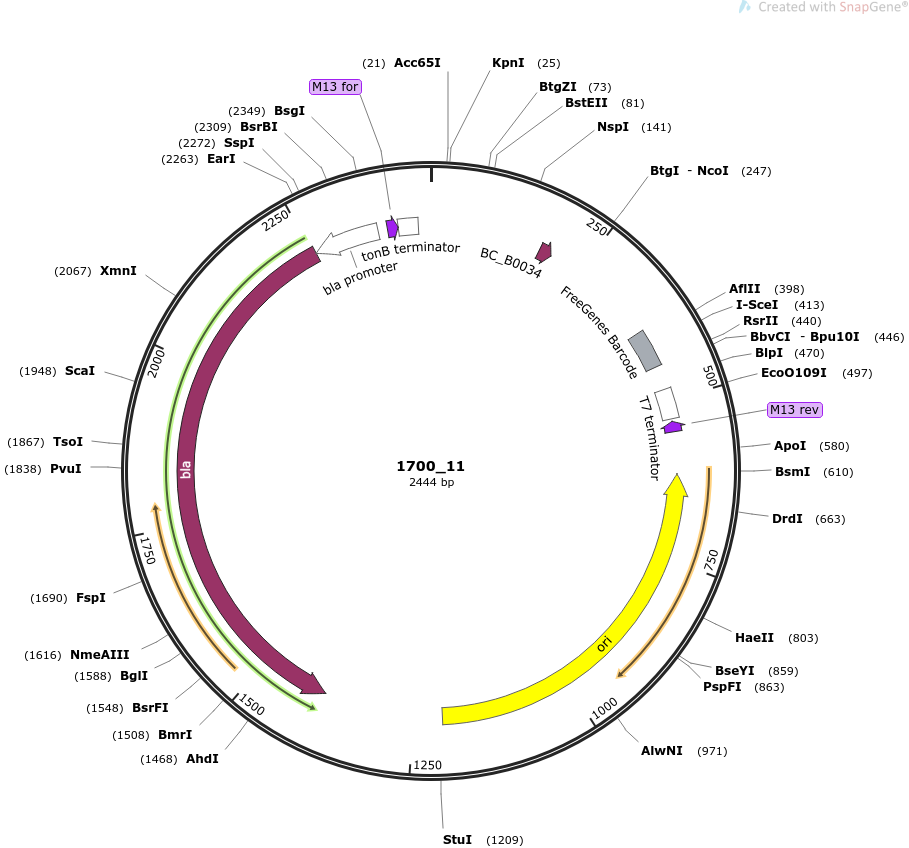 Created with SnapGene®
(21) Acc65I
KpnI (25)
M13 for
BtgZI (73)
BstEII (81)
(2349) BsgI
(2309) BsrBI
NspI (141)
(2272) SspI
(2263) EarI
BtgI - NcoI (247)
2250
250
tonB terminator
BC_B0034
bla promoter
(2067) XmnI
AflII (398)
I-SceI (413)
FreeGenes Barcode
RsrII (440)
BbvCI - Bpu10I (446)
BlpI (470)
2000
(1948) ScaI
EcoO109I (497)
500
M13 rev
T7 terminator
(1867) TsoI
ApoI (580)
(1838) PvuI
bla
1700_11
2444 bp
BsmI (610)
DrdI (663)
1750
750
(1690) FspI
HaeII (803)
ori
(1616) NmeAIII
(1588) BglI
BseYI (859)
PspFI (863)
(1548) BsrFI
1500
1000
(1508) BmrI
AlwNI (971)
(1468) AhdI
1250
StuI (1209)